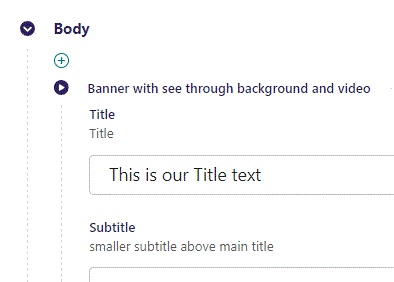 Body
Banner with see through background and video
Title
Title
This is our Title text
Subtitle
smaller subtitle above main title